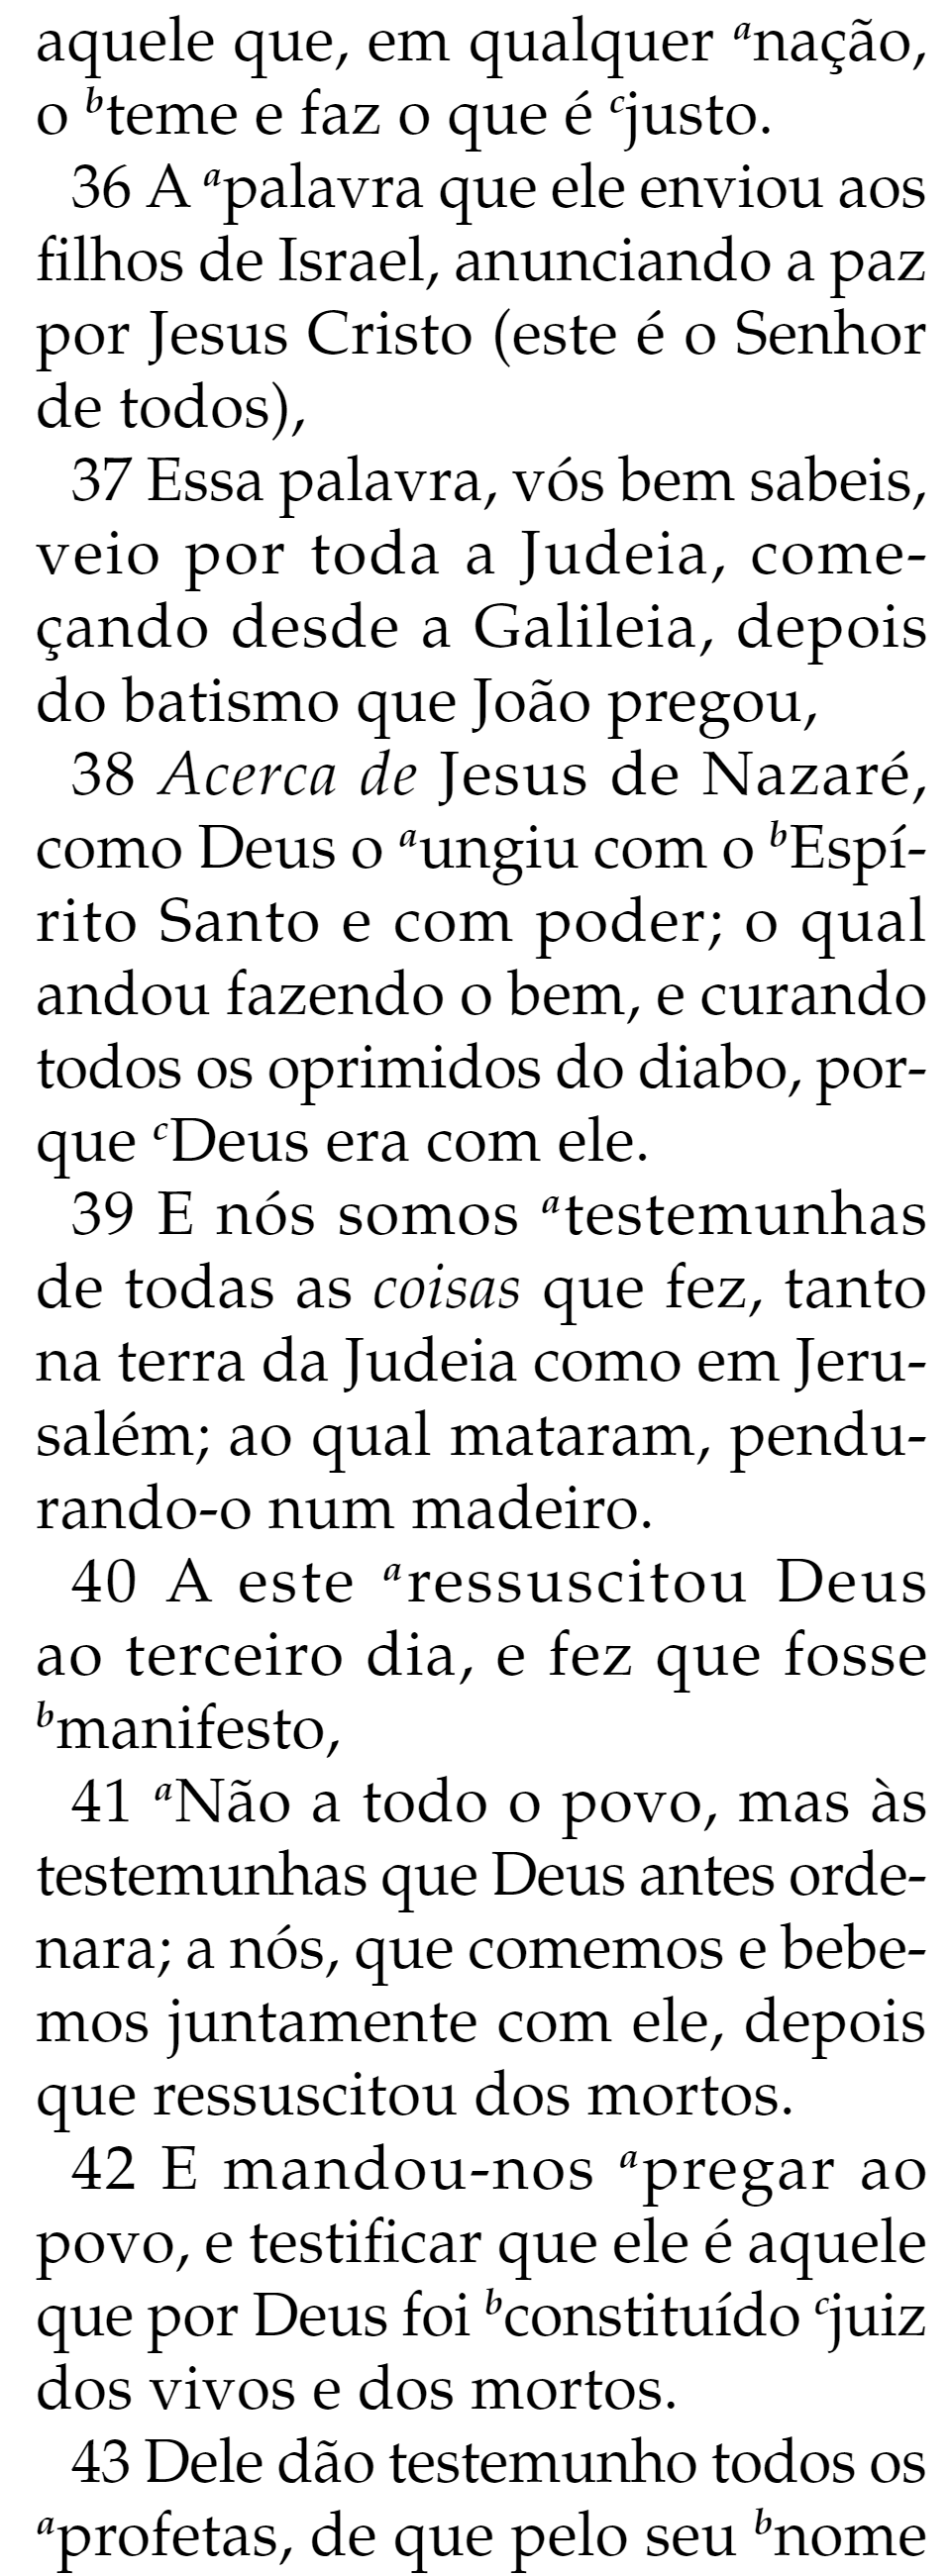 aquele que, em qualquer ᵃnação,
o ᵇteme e faz o que é ᶜjusto.
36 A ᵃpalavra que ele enviou aos
filhos de Israel, anunciando a paz
por Jesus Cristo (este é o Senhor
de todos),
37 Essa palavra, vós bem sabeis,
veio por toda a Judeia, come-
çando desde a Galileia, depois
do batismo que João pregou,
38 Acerca de Jesus de Nazaré,
como Deus o ᵃungiu com o ᵇEspí-
rito Santo e com poder; o qual
andou fazendo o bem, e curando
todos os oprimidos do diabo, por-
que ᶜDeus era com ele.
39 E nós somos ᵃtestemunhas
de todas as coisas que fez, tanto
na terra da Judeia como em Jeru-
salém; ao qual mataram, pendu-
rando-o num madeiro.
40 A este ᵃressuscitou Deus
ao terceiro dia, e fez que fosse
ᵇmanifesto,
41 ᵃNão a todo o povo, mas às
testemunhas que Deus antes orde-
nara; a nós, que comemos e bebe-
mos juntamente com ele, depois
que ressuscitou dos mortos.
42 E mandou-nos ᵃpregar ao
povo, e testificar que ele é aquele
que por Deus foi ᵇconstituído ᶜjuiz
dos vivos e dos mortos.
43 Dele dão testemunho todos os
ᵃprofetas, de que pelo seu ᵇnome